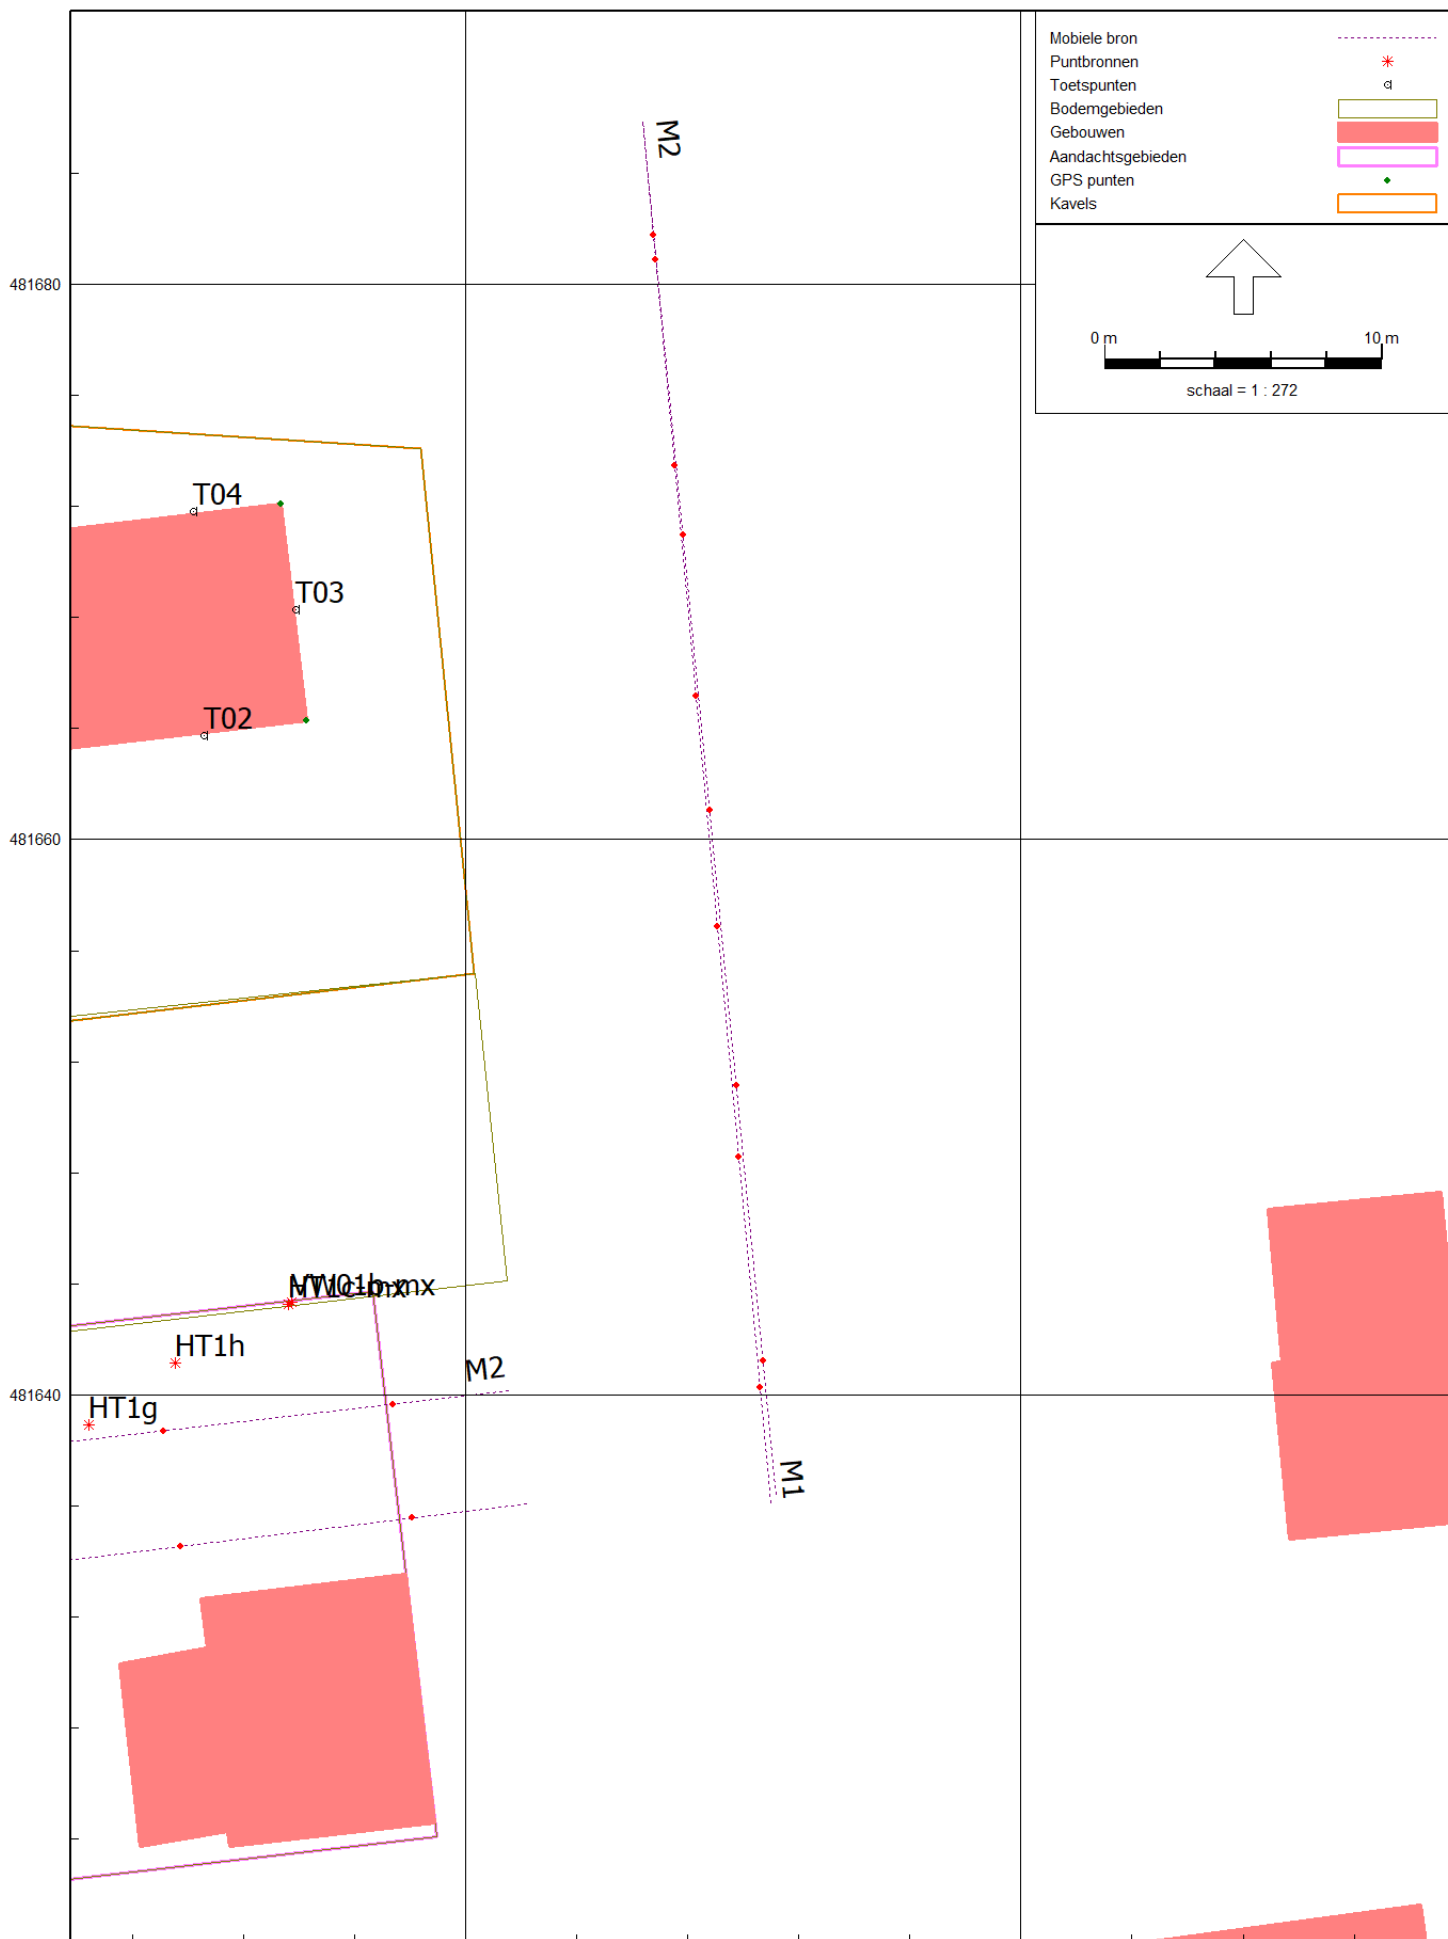 Mobiele bron
Puntbronnen
Toetspunten
Bodemgebieden
Gebouwen
Aandachtsgebieden
GPS punten
Kavels
0 m 10 m
schaal = 1 : 272
M2
481680
T04
T03
T02
481660
HT1h
M2
481640
HT1g
M1